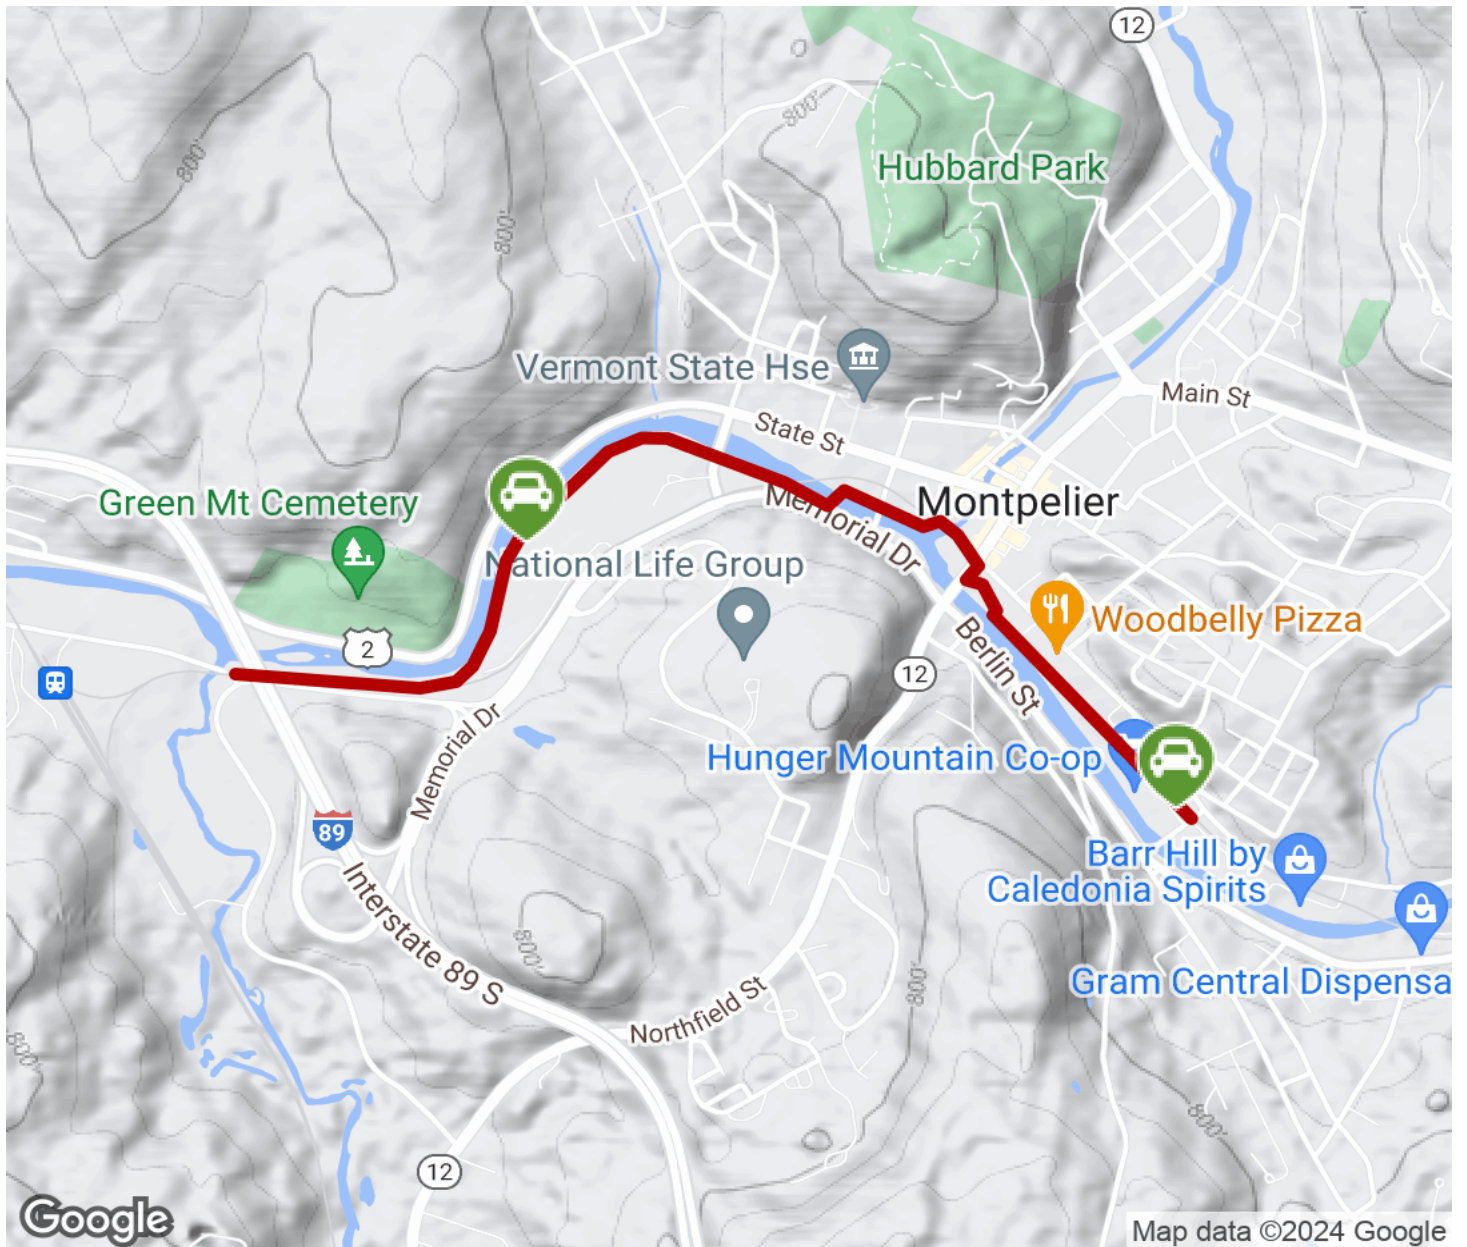 12
800'
Hubbard Park
800'
800'
Vermont State Hse
Main St
State St
Green Mt Cemetery
Montpelier
Memorial Dr
National Life Group
Woodbelly Pizza
2
12
Berlin St
Memorial Dr
Hunger Mountain Co-op
89
Barr Hill by
Caledonia Spirits
Interstate 89 S
800'
800'
Gram Central Dispensa
Northfield St
800'
800'
12
Google
Map data ©2024 Google